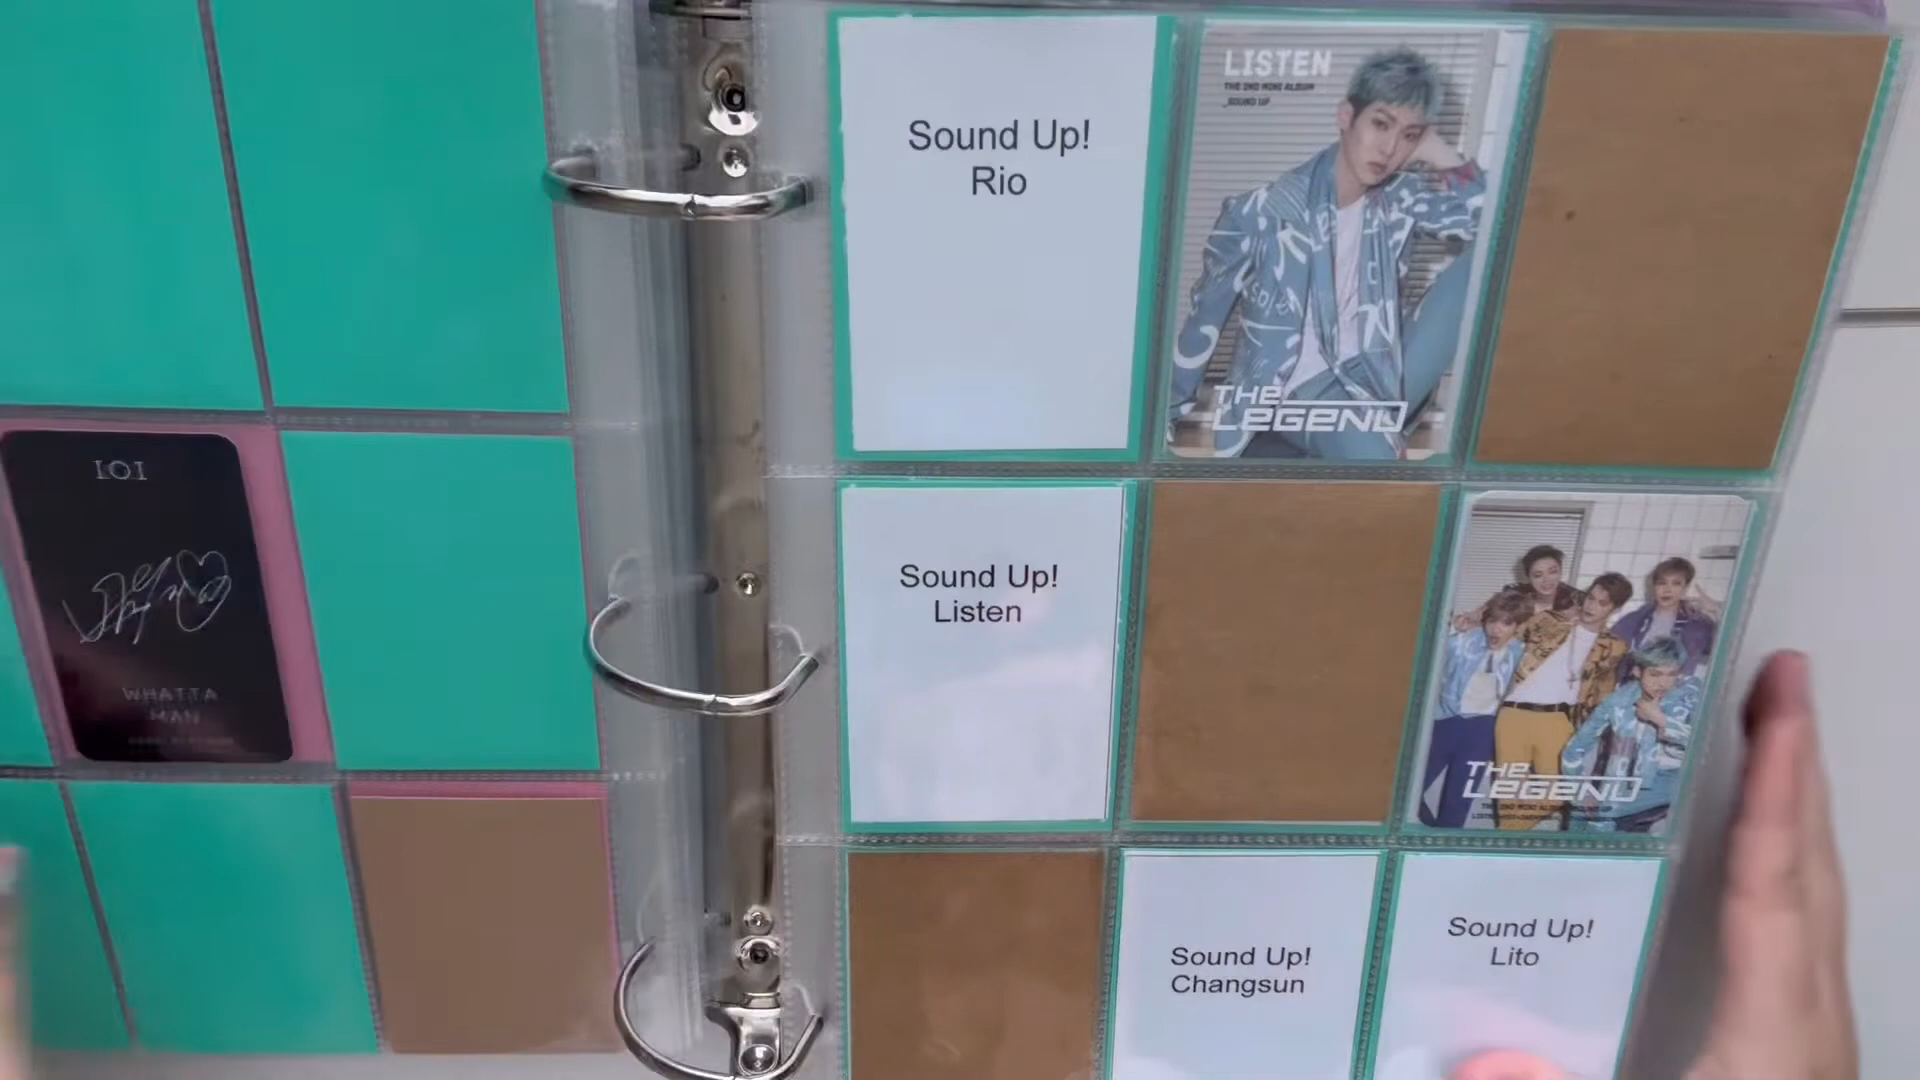 IOI
WHATTA
MAN
Sound Up!
Rio
LISTEN
THE 2ND MINI ALBUM
_SOUND UP
THE
LEGEND
Sound Up!
Listen
THE
LEGEND
Sound Up!
Changsun
Sound Up!
Lito